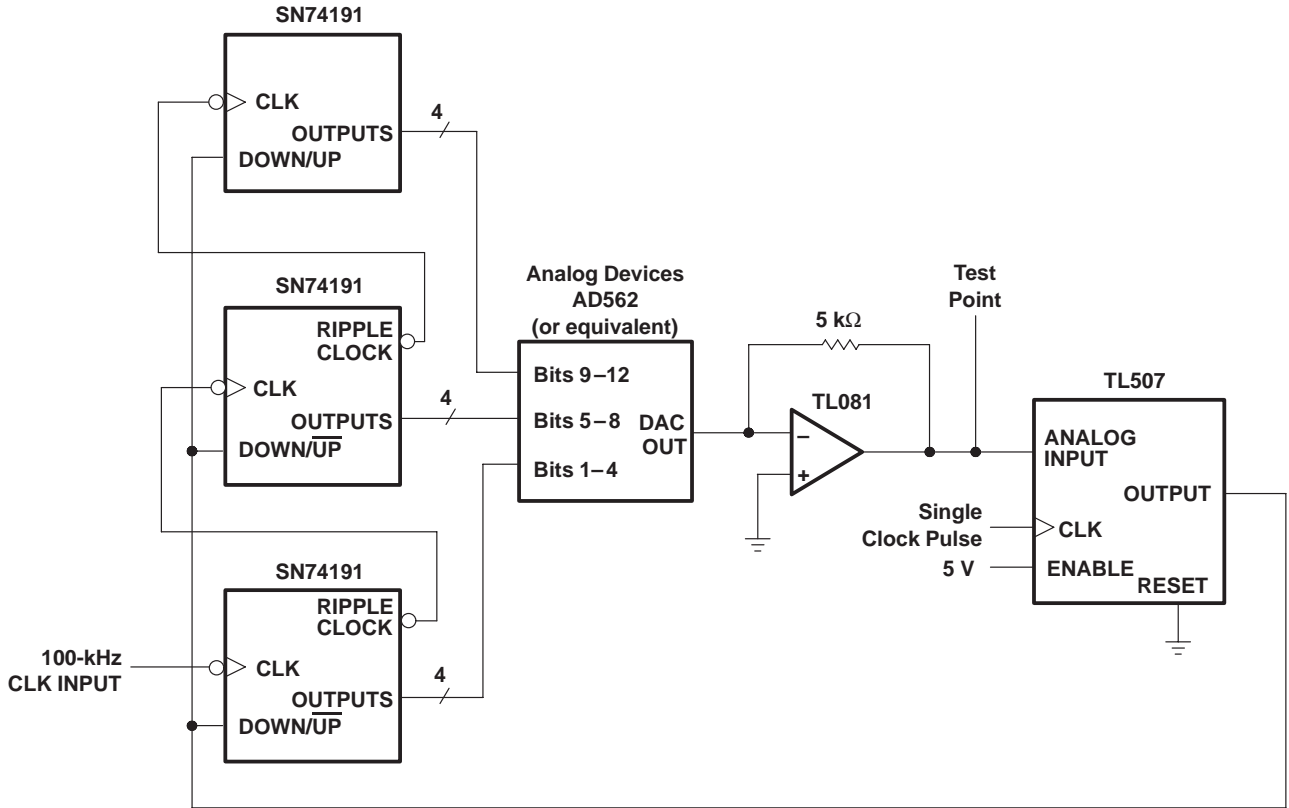 SN74191
CLK
OUTPUTS
DOWN/UP
4
SN74191
RIPPLE
CLOCK
CLK
OUTPUTS
DOWN/U̅P̅
4
SN74191
RIPPLE
CLOCK
100-kHz
CLK INPUT
CLK
OUTPUTS
DOWN/U̅P̅
4
Analog Devices
AD562
(or equivalent)
Bits 9–12
Bits 5–8
Bits 1–4
DAC
OUT
5 kΩ
TL081
−
+
Test
Point
TL507
ANALOG
INPUT
OUTPUT
Single
Clock Pulse
CLK
5 V
ENABLE
RESET